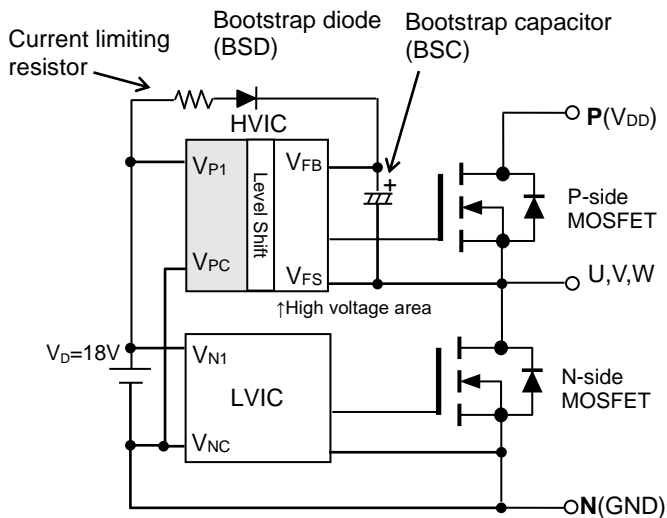 Bootstrap diode
(BSD)
Bootstrap capacitor
(BSC)
Current limiting
resistor
HVIC
P(VDD)
VP1
VFB
Level Shift
+
P-side
MOSFET
VPC
VFS
U,V,W
↑High voltage area
VD=18V
VN1
LVIC
N-side
MOSFET
VNC
N(GND)